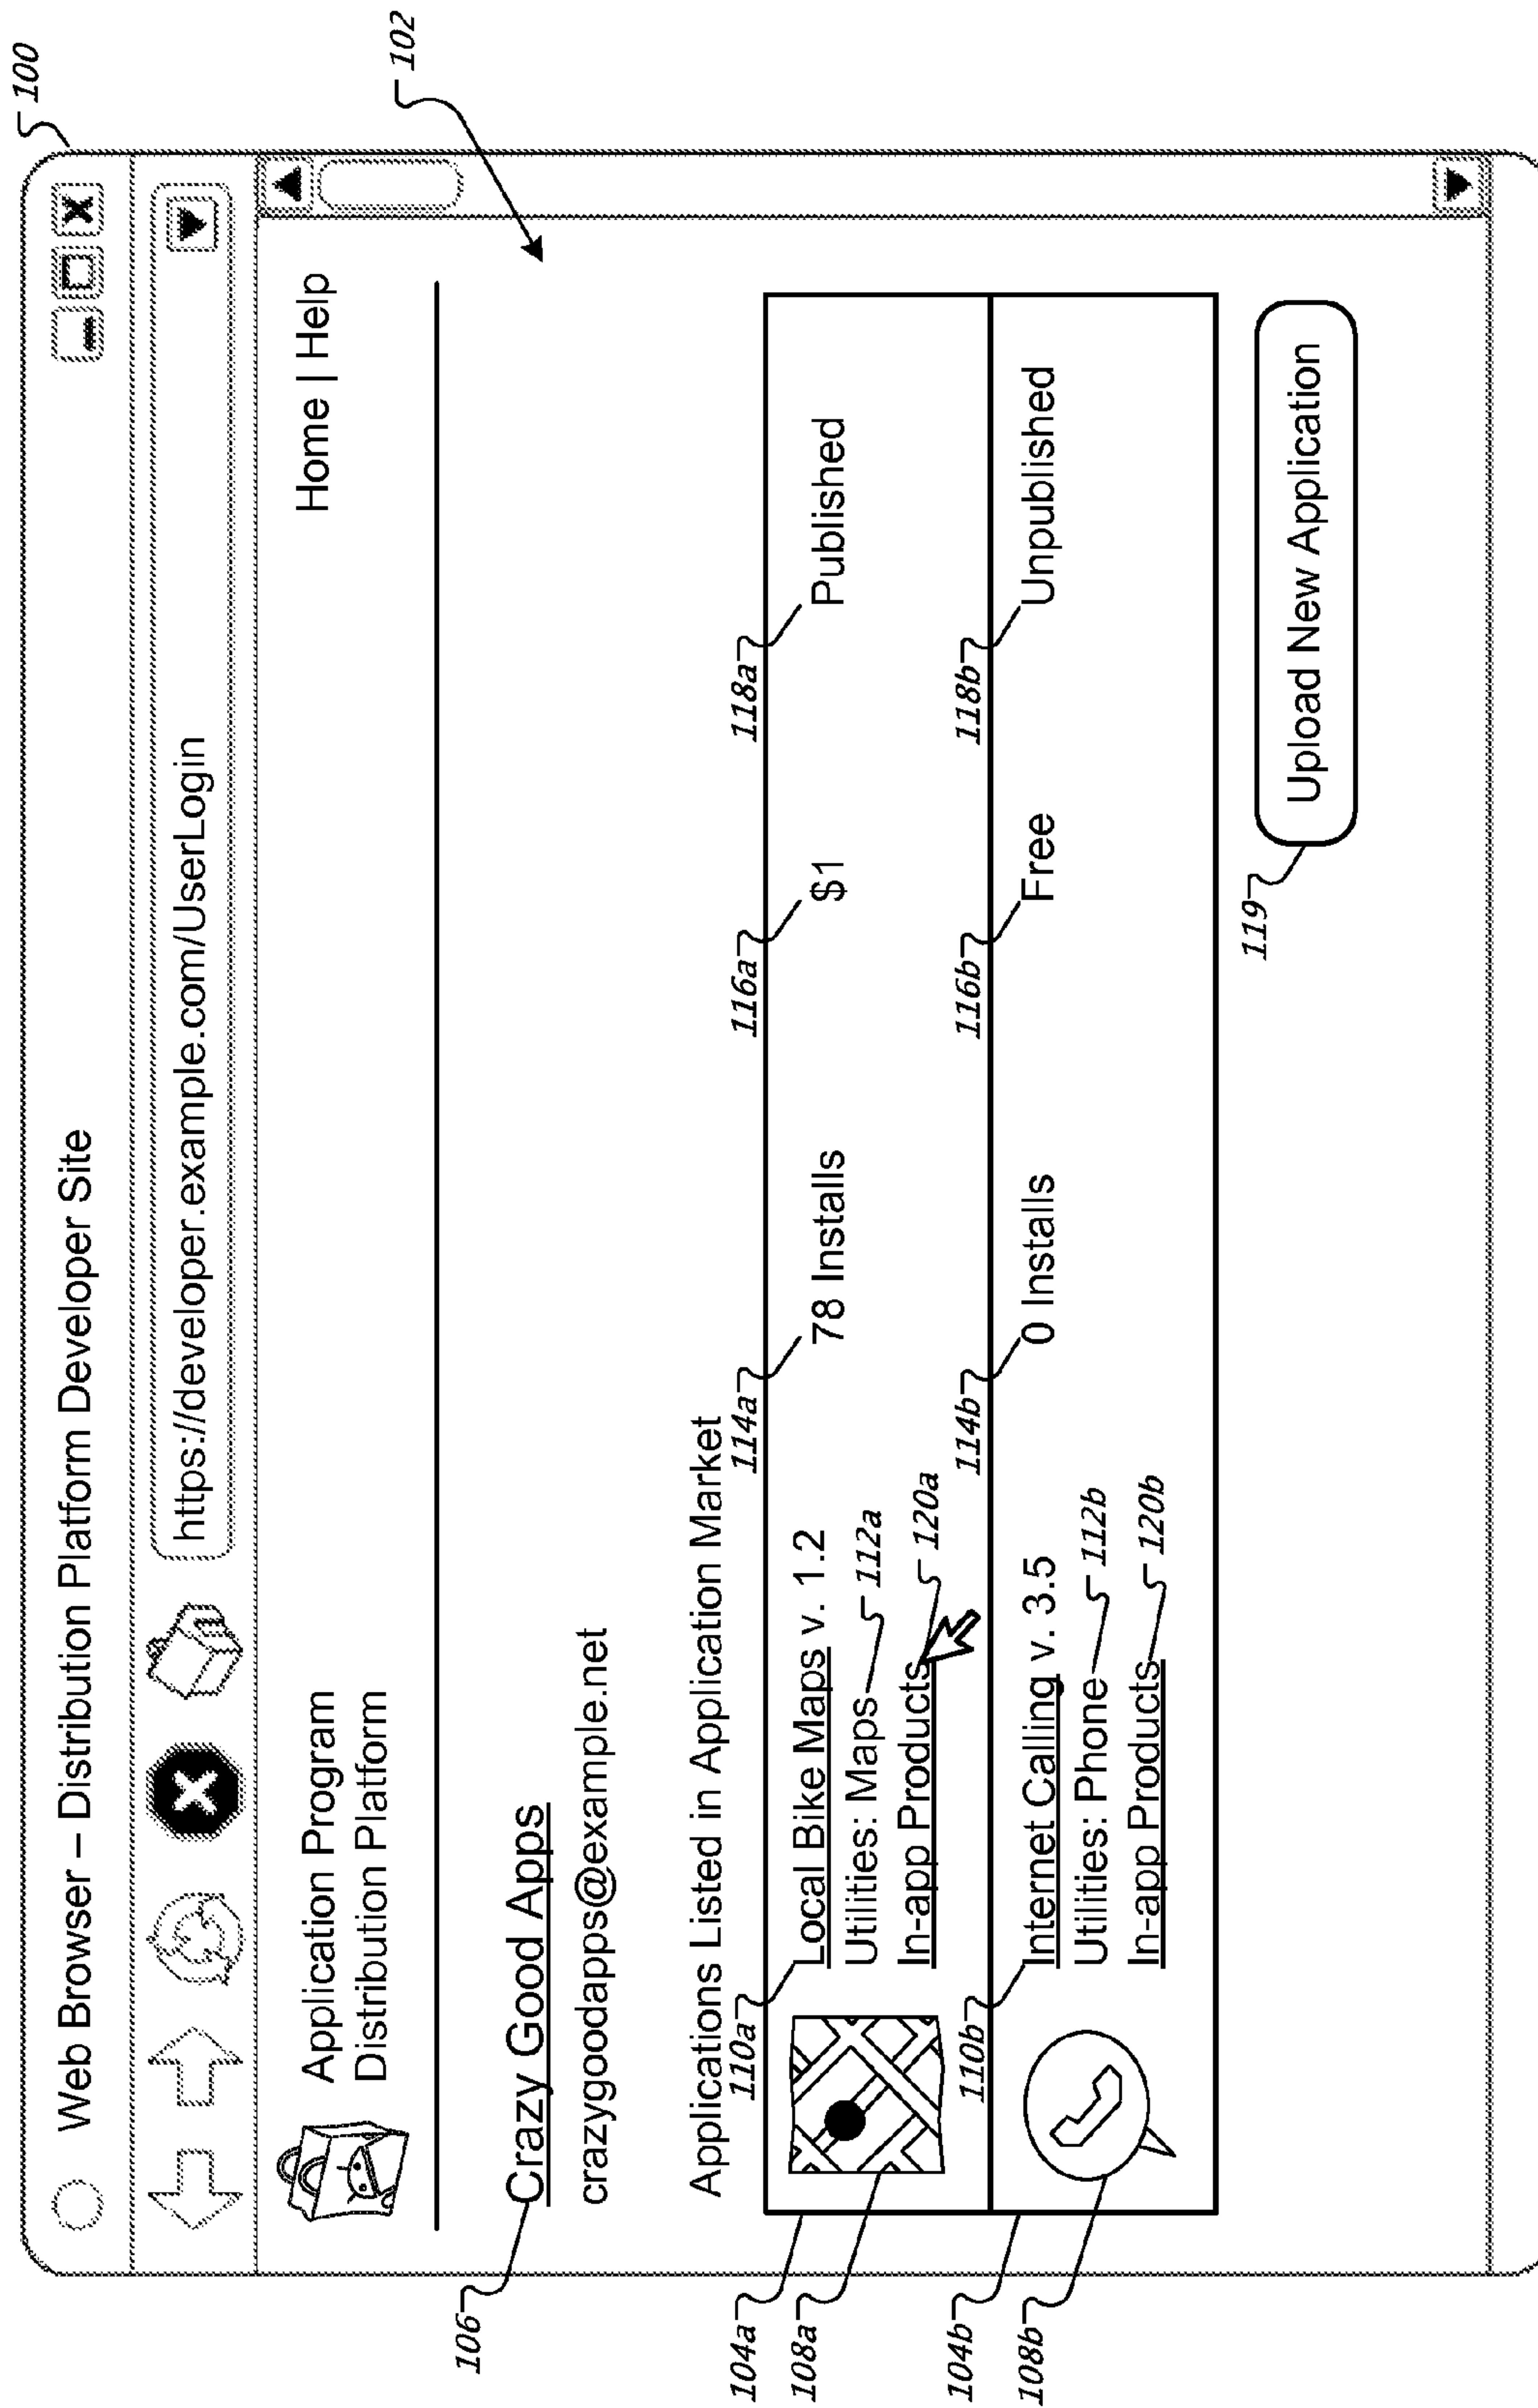 100
Web Browser – Distribution Platform Developer Site
https://developer.example.com/UserLogin
Application Program
Distribution Platform
Home | Help
102
106
Crazy Good Apps
crazygoodapps@example.net
Applications Listed in Application Market
104a
108a
110a
Local Bike Maps v. 1.2
Utilities: Maps
112a
In-app Products
120a
114a
78 Installs
116a
$1
118a
Published
104b
108b
110b
Internet Calling v. 3.5
Utilities: Phone
112b
In-app Products
120b
114b
0 Installs
116b
Free
118b
Unpublished
119
Upload New Application